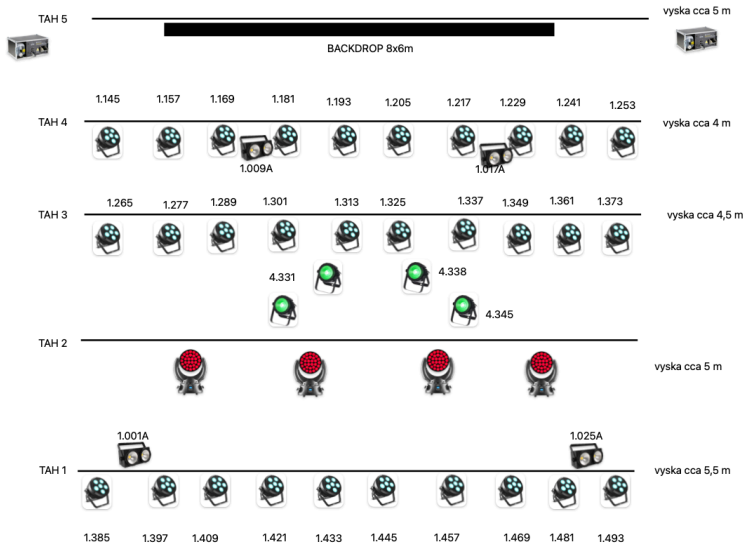 TAH 5
vyska cca 5 m
BACKDROP 8x6m
1.145 1.157 1.169 1.181 1.193 1.205 1.217 1.229 1.241 1.253
TAH 4
vyska cca 4 m
1.009A
1.017A
1.265 1.277 1.289 1.301 1.313 1.325 1.337 1.349 1.361 1.373
TAH 3
vyska cca 4,5 m
4.331
4.338
4.345
TAH 2
vyska cca 5 m
1.001A
1.025A
TAH 1
vyska cca 5,5 m
1.385 1.397 1.409 1.421 1.433 1.445 1.457 1.469 1.481 1.493